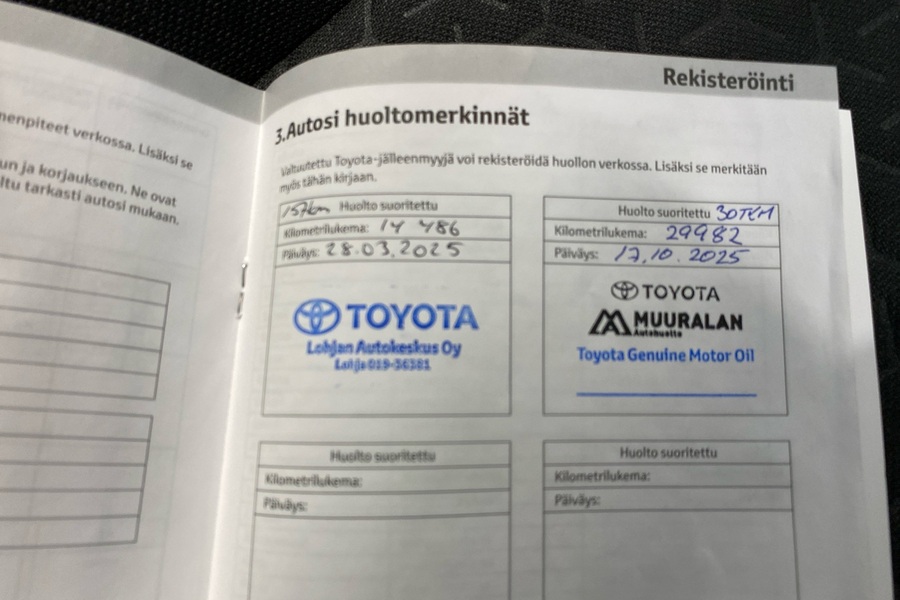 menpiteet verkossa. Lisäksi se
un ja korjaukseen. Ne ovat
ltu tarkasti autosi mukaan.
Rekisteröinti
3.Autosi huoltomerkinnät
Valtuutettu Toyota-jälleenmyyjä voi rekisteröidä huollon verkossa. Lisäksi se merkitään
myös tähän kirjaan.
Huolto suoritettu
Kilometrilukema: 14 486
Päiväys: 28.03.2025
TOYOTA
Lohjan Autokeskus Oy
Huolto suoritettu 30TKM
Kilometrilukema: 29982
Päiväys: 17.10.2025
TOYOTA
MUURALAN
Autohuolto
Toyota Genuine Motor Oil
Huolto suoritettu
Kilometrilukema:
Päiväys:
Huolto suoritettu
Kilometrilukema:
Päiväys: